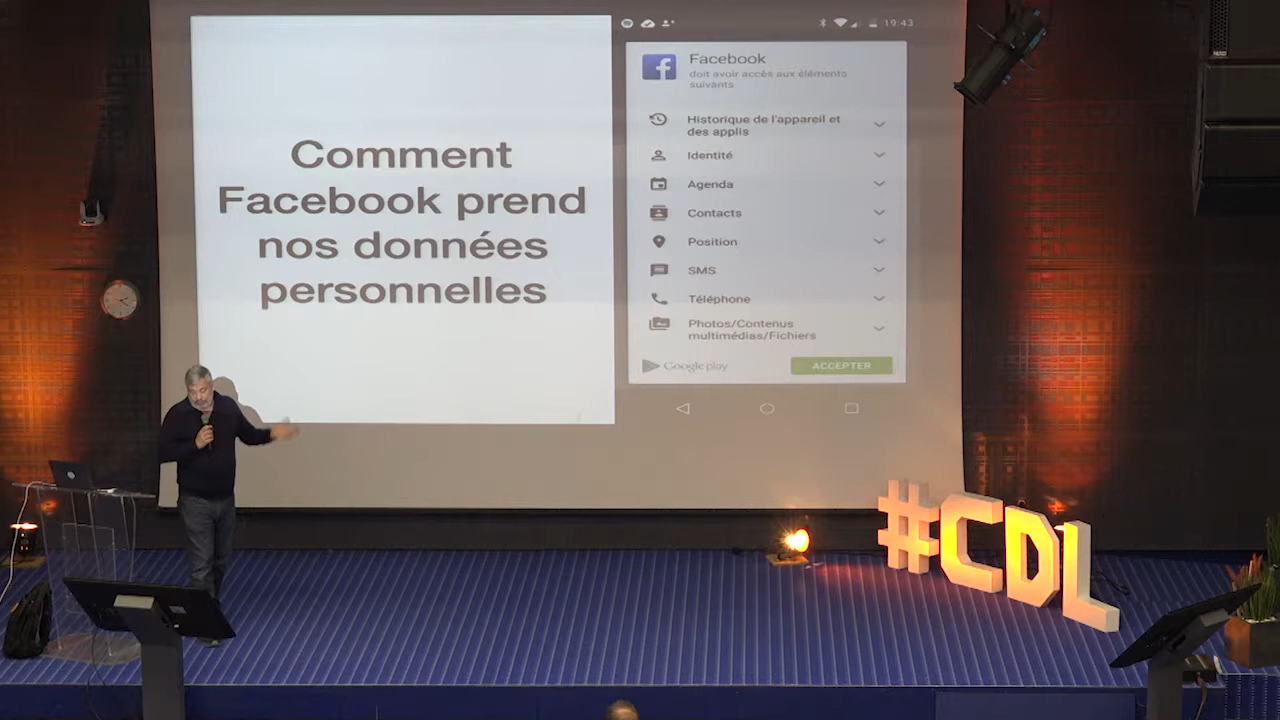 Comment
Facebook prend
nos données
personnelles
19:43
f
Facebook
doit avoir accès aux éléments
suivants
Historique de l'appareil et
des applis
Identité
Agenda
Contacts
Position
SMS
Téléphone
Photos/Contenus
multimédias/Fichiers
Google play
ACCEPTER
#CDL